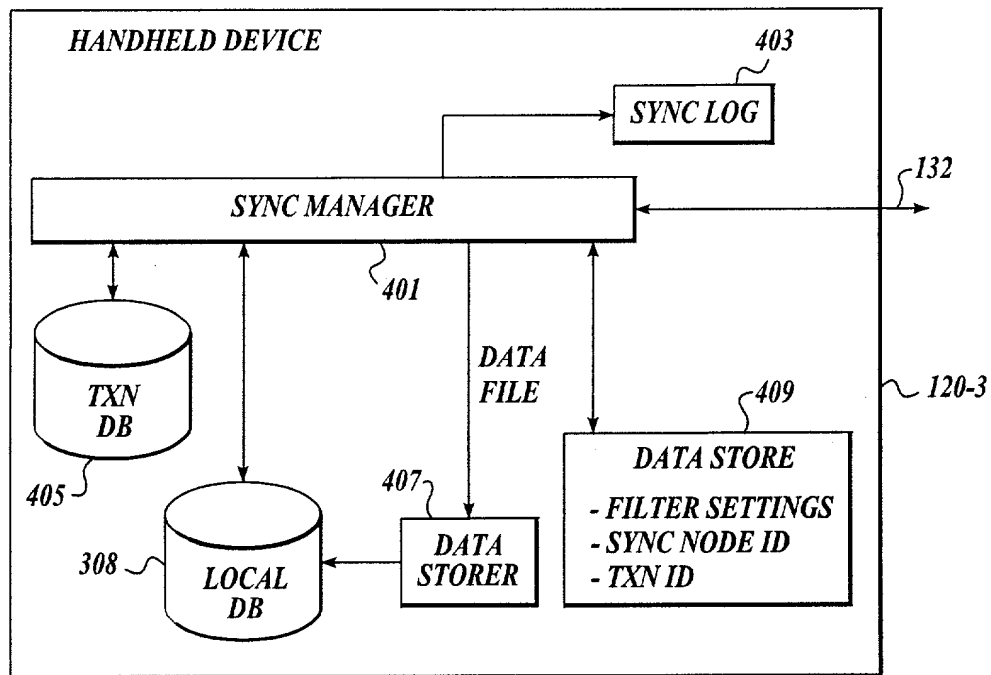 HANDHELD DEVICE
403
SYNC LOG
132
SYNC MANAGER
401
TXN
DB
405
DATA
FILE
120-3
409
DATA STORE
- FILTER SETTINGS
- SYNC NODE ID
- TXN ID
407
DATA
STORER
308
LOCAL
DB